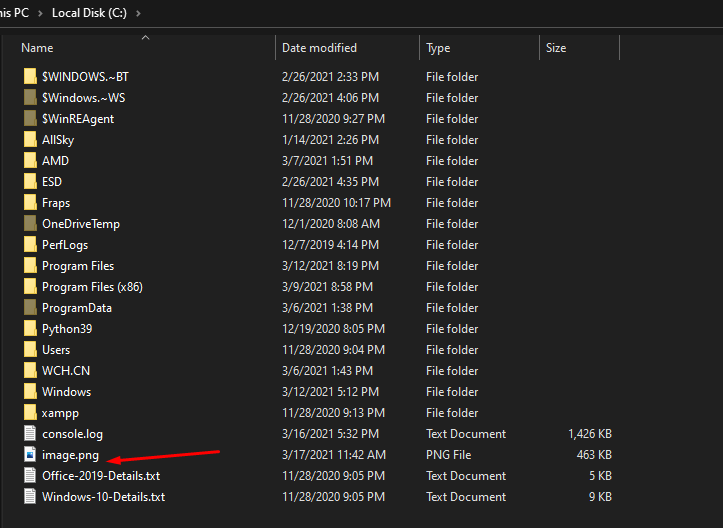 his PC > Local Disk (C:) >
Name Date modified Type Size
$WINDOWS.~BT 2/26/2021 2:33 PM File folder
$Windows.~WS 2/26/2021 4:06 PM File folder
$WinREAgent 11/28/2020 9:27 PM File folder
AllSky 1/14/2021 2:26 PM File folder
AMD 3/7/2021 1:51 PM File folder
ESD 2/26/2021 4:35 PM File folder
Fraps 11/28/2020 10:17 PM File folder
OneDriveTemp 12/1/2020 8:08 AM File folder
PerfLogs 12/7/2019 4:14 PM File folder
Program Files 3/12/2021 8:19 PM File folder
Program Files (x86) 3/9/2021 8:58 PM File folder
ProgramData 3/6/2021 1:38 PM File folder
Python39 12/19/2020 8:05 PM File folder
Users 11/28/2020 9:04 PM File folder
WCH.CN 3/6/2021 1:43 PM File folder
Windows 3/12/2021 5:12 PM File folder
xampp 11/28/2020 9:13 PM File folder
console.log 3/16/2021 5:32 PM Text Document 1,426 KB
image.png 3/17/2021 11:42 AM PNG File 463 KB
Office-2019-Details.txt 11/28/2020 9:05 PM Text Document 5 KB
Windows-10-Details.txt 11/28/2020 9:05 PM Text Document 9 KB